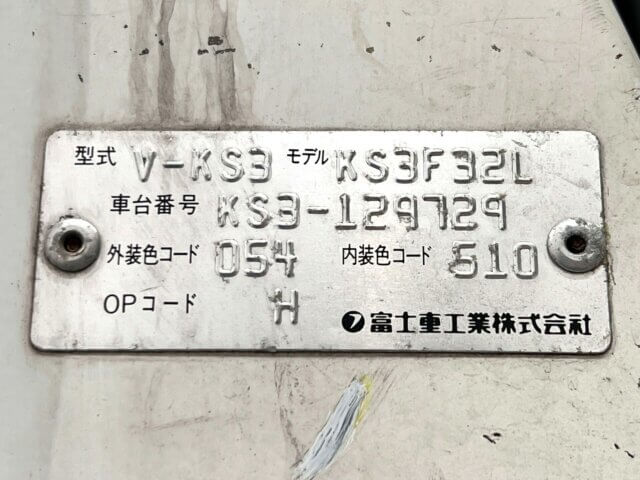 型式 V-KS3 モデル KS3F32L
車台番号 KS3-129729
外装色コード 054 内装色コード 510
OPコード H 富士重工業株式会社